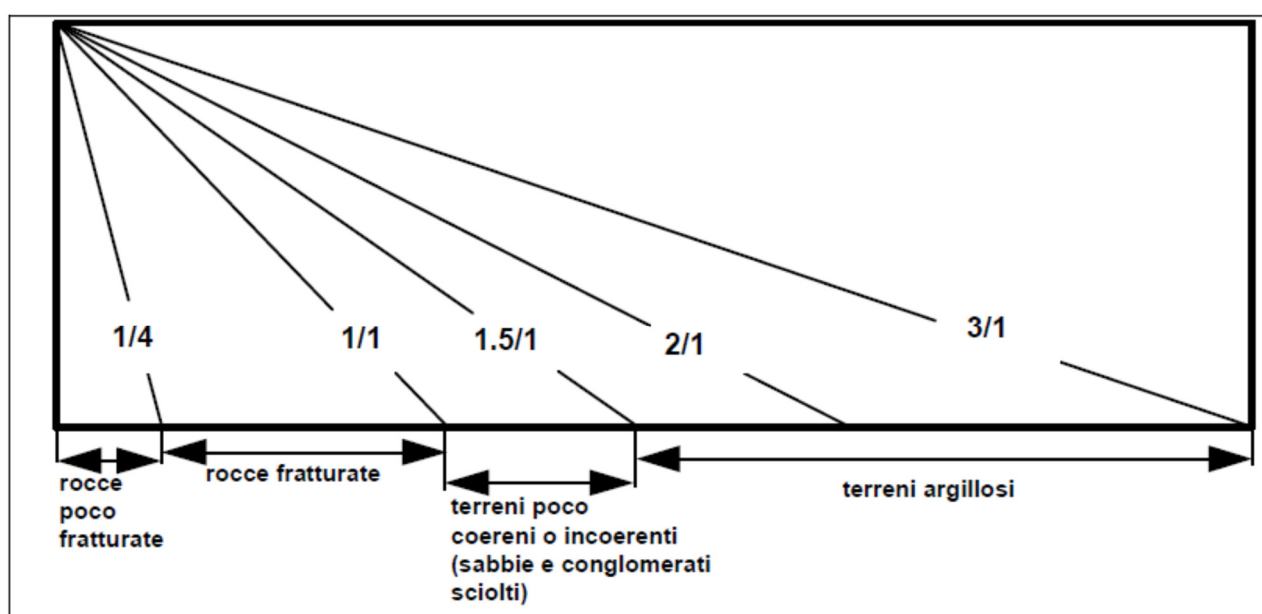 1/4
1/1
1.5/1
2/1
3/1
rocce
poco
fratturate
rocce fratturate
terreni poco
coereni o incoerenti
(sabbie e conglomerati
sciolti)
terreni argillosi